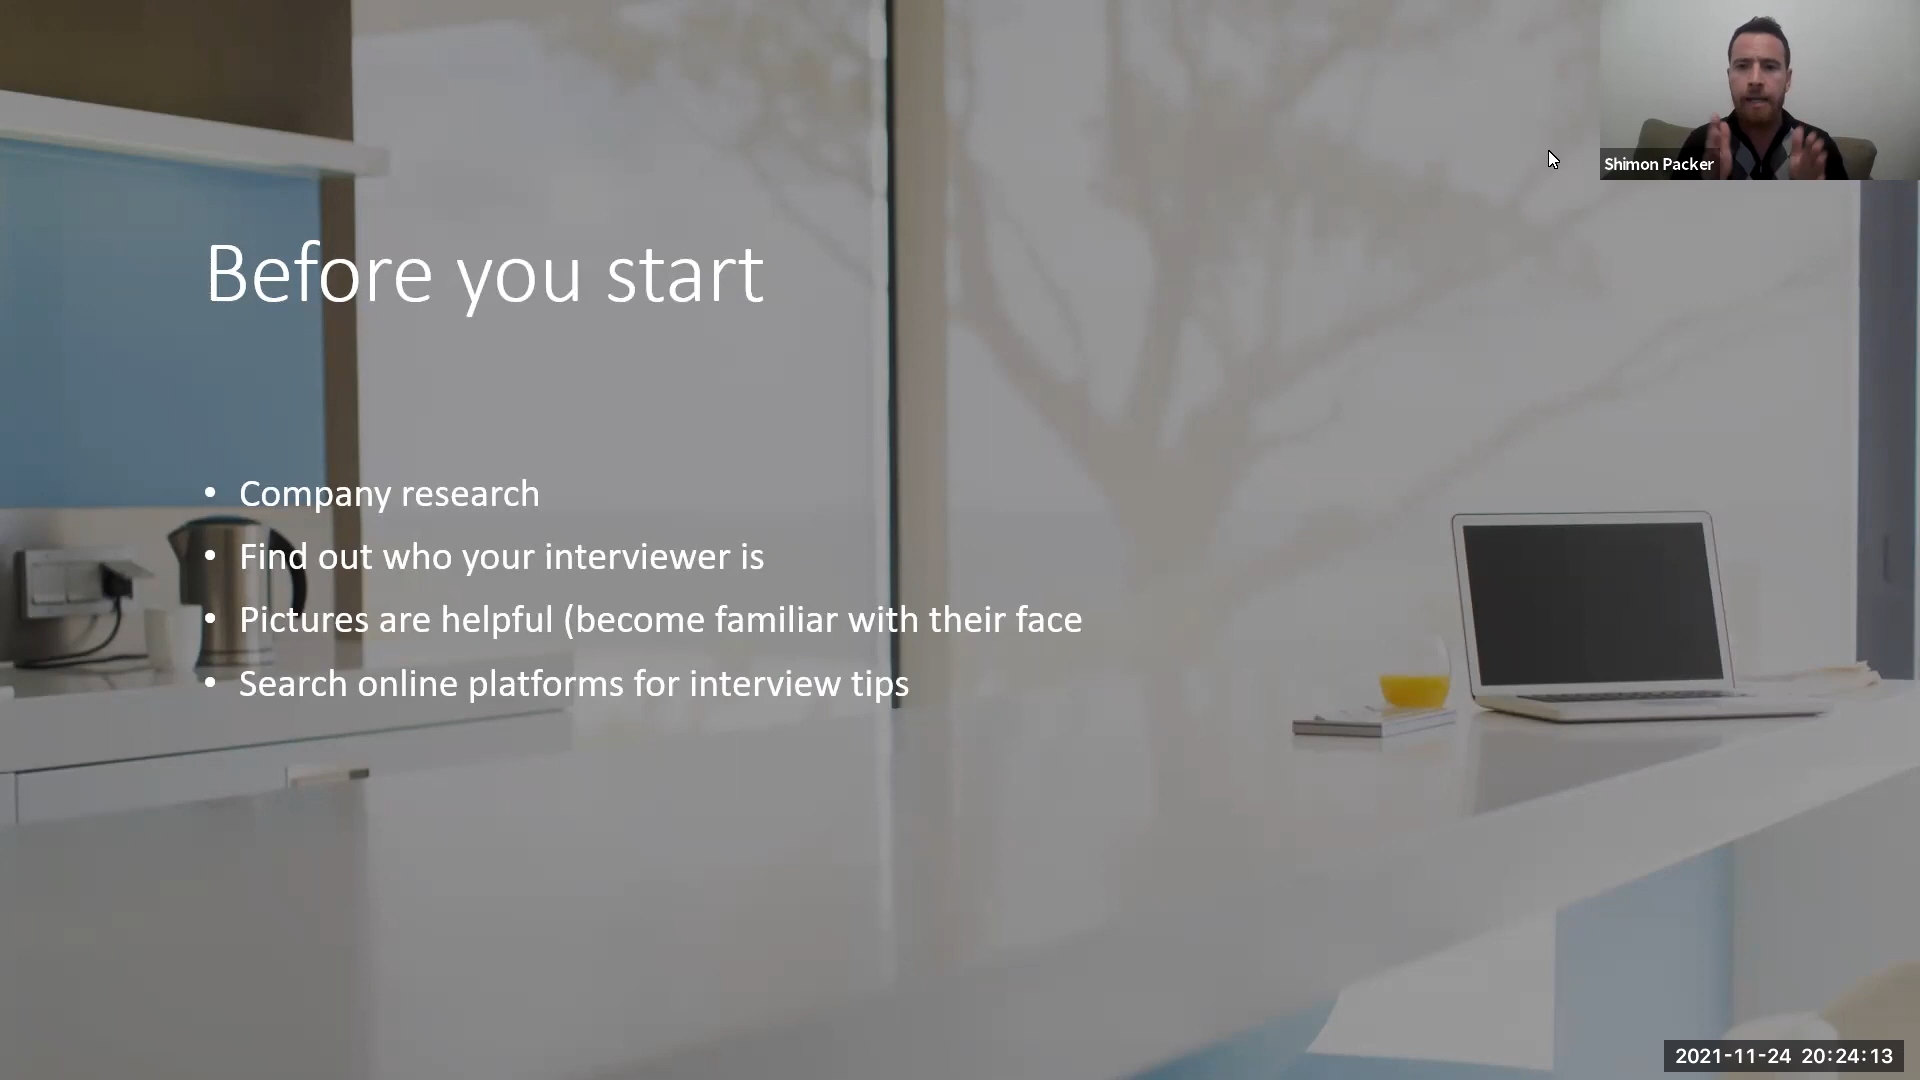 Shimon Packer
Before you start
• Company research
• Find out who your interviewer is
• Pictures are helpful (become familiar with their face
• Search online platforms for interview tips
2021-11-24 20:24:13